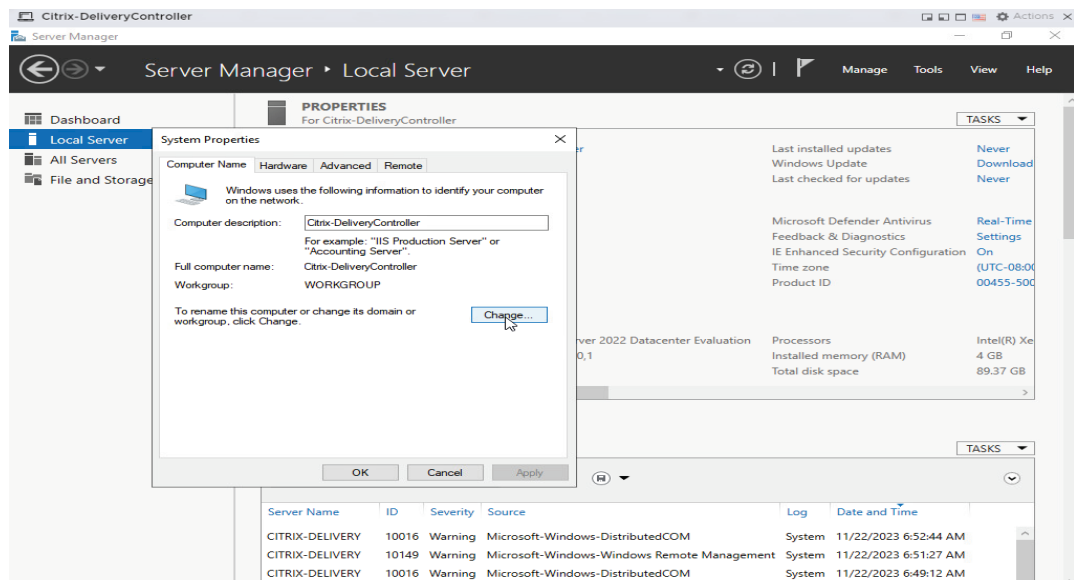 Citrix-DeliveryController
Actions
Server Manager
Server Manager • Local Server
Manage Tools View Help
Dashboard
Local Server
All Servers
File and Storage
PROPERTIES
For Citrix-DeliveryController
TASKS
System Properties
Computer Name Hardware Advanced Remote
Windows uses the following information to identify your computer
on the network.
Computer description: Citrix-DeliveryController
For example: "IIS Production Server" or
"Accounting Server".
Full computer name: Citrix-DeliveryController
Workgroup: WORKGROUP
To rename this computer or change its domain or
workgroup, click Change.
Change...
OK Cancel Apply
er
Last installed updates Never
Windows Update Download
Last checked for updates Never
Microsoft Defender Antivirus Real-Time
Feedback & Diagnostics Settings
IE Enhanced Security Configuration On
Time zone (UTC-08:00
Product ID 00455-500
ver 2022 Datacenter Evaluation Processors Intel(R) Xe
0,1 Installed memory (RAM) 4 GB
Total disk space 89.37 GB
TASKS
Server Name ID Severity Source Log Date and Time
CITRIX-DELIVERY 10016 Warning Microsoft-Windows-DistributedCOM System 11/22/2023 6:52:44 AM
CITRIX-DELIVERY 10149 Warning Microsoft-Windows-Windows Remote Management System 11/22/2023 6:51:27 AM
CITRIX-DELIVERY 10016 Warning Microsoft-Windows-DistributedCOM System 11/22/2023 6:49:12 AM